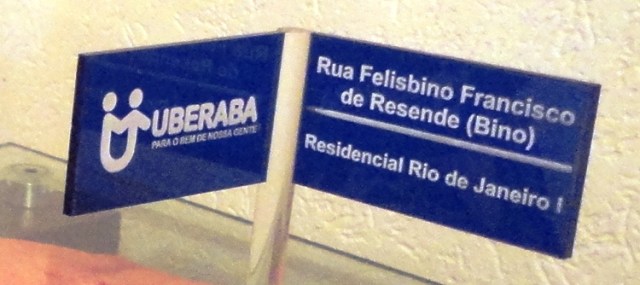 UBERABA
PARA O BEM DE NOSSA GENTE
Rua Felisbino Francisco
de Resende (Bino)
Residencial Rio de Janeiro I